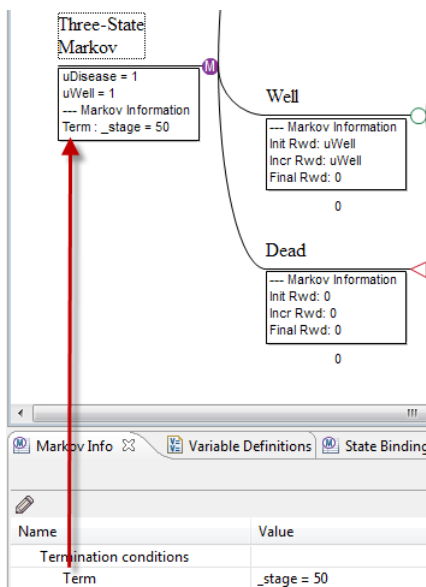 Three-State
Markov
M
uDisease = 1
uWell = 1
--- Markov Information
Term : _stage = 50
Well
--- Markov Information
Init Rwd: uWell
Incr Rwd: uWell
Final Rwd: 0
0
Dead
--- Markov Information
Init Rwd: 0
Incr Rwd: 0
Final Rwd: 0
0
Markov Info Variable Definitions State Binding
Name Value
Termination conditions
Term _stage = 50